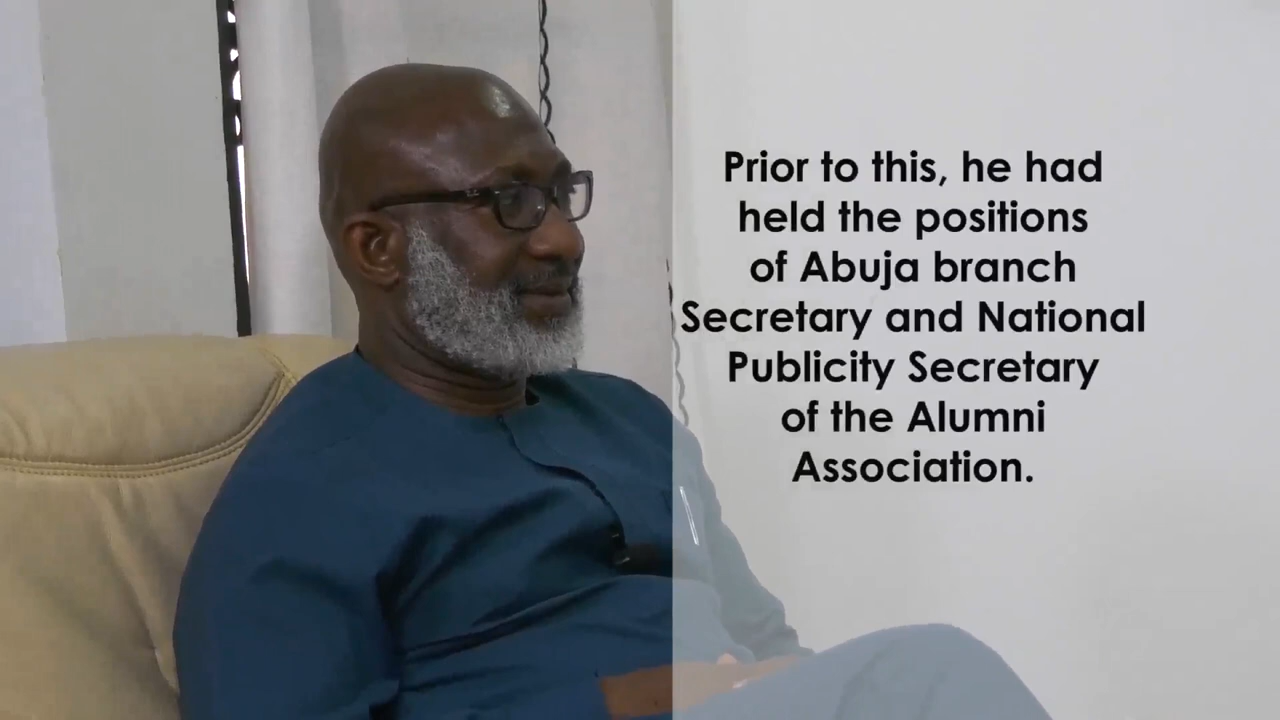 Prior to this, he had
held the positions
of Abuja branch
Secretary and National
Publicity Secretary
of the Alumni
Association.